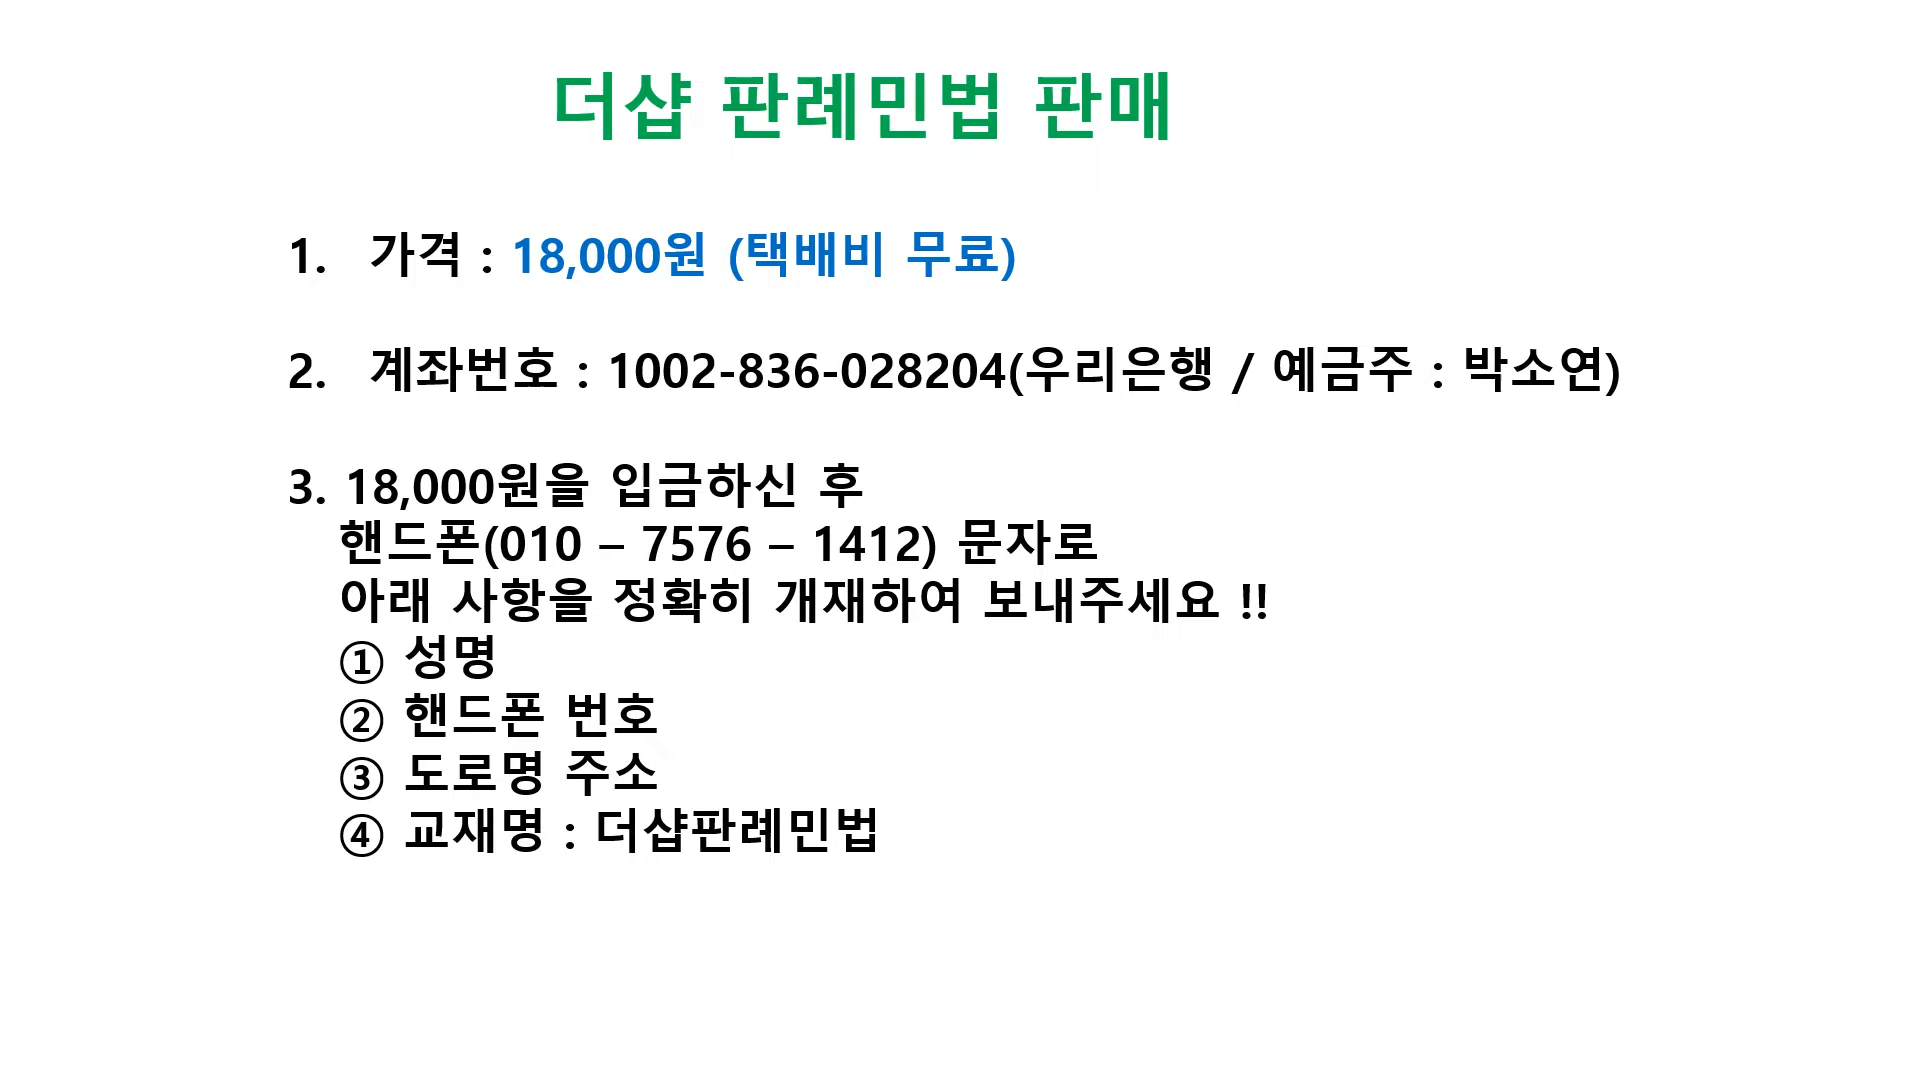 더샵 판례민법 판매
1. 가격 : 18,000원 (택배비 무료)
2. 계좌번호 : 1002-836-028204(우리은행 / 예금주 : 박소연)
3. 18,000원을 입금하신 후
핸드폰(010 – 7576 – 1412) 문자로
아래 사항을 정확히 개재하여 보내주세요 !!
① 성명
② 핸드폰 번호
③ 도로명 주소
④ 교재명 : 더샵판례민법